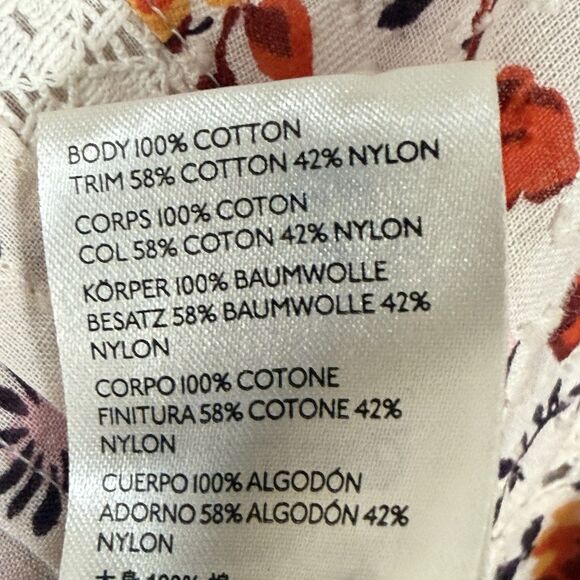 BODY 100% COTTON
TRIM 58% COTTON 42% NYLON
CORPS 100% COTON
COL 58% COTON 42% NYLON
KÖRPER 100% BAUMWOLLE
BESATZ 58% BAUMWOLLE 42%
NYLON
CORPO 100% COTONE
FINITURA 58% COTONE 42%
NYLON
CUERPO 100% ALGODÓN
ADORNO 58% ALGODÓN 42%
NYLON